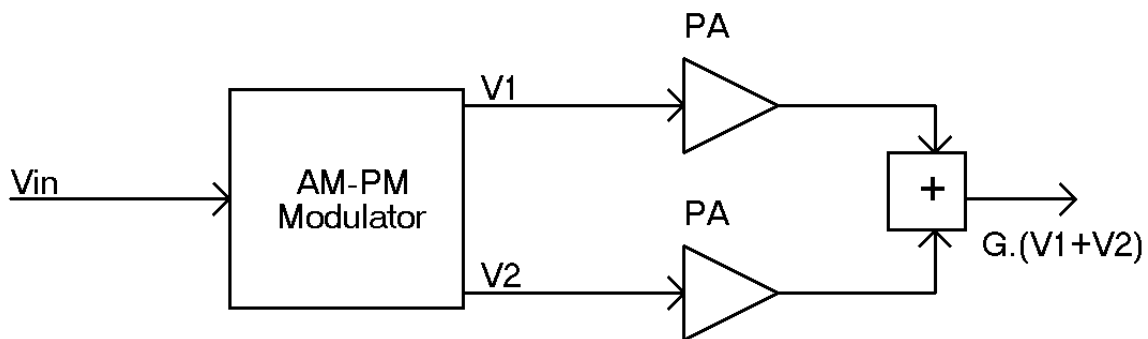 PA
V1
Vin
AM-PM
Modulator
+
PA
V2
G.(V1+V2)